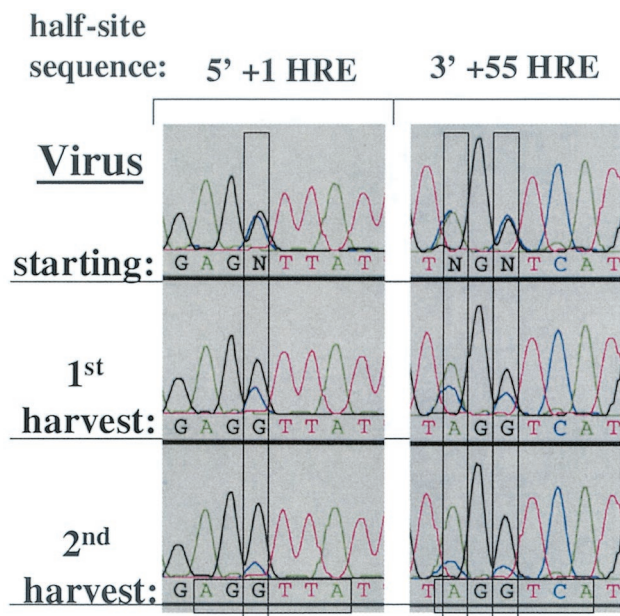 half-site
sequence: 5' +1 HRE 3' +55 HRE
Virus
starting: G A G N T T A T T N G N T C A T
1st
harvest: G A G G T T A T T A G G T C A T
2nd
harvest: G A G G T T A T T A G G T C A T